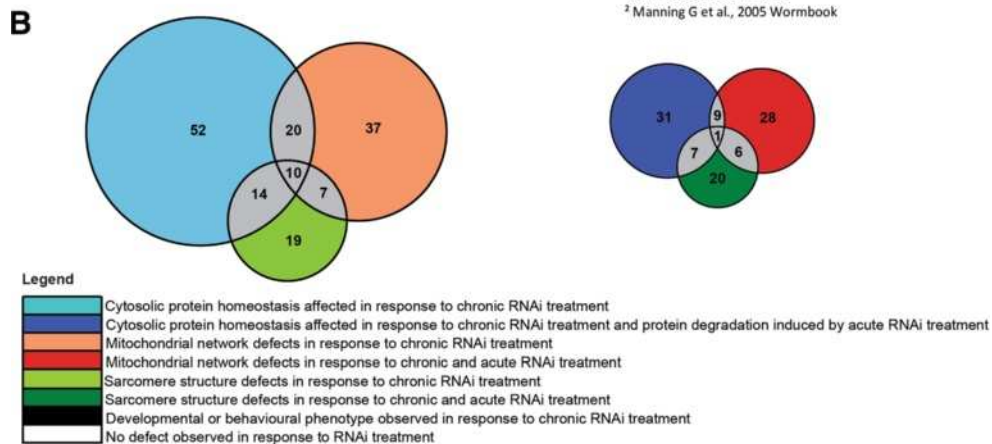 B
² Manning G et al., 2005 Wormbook
52
20
37
10
14
7
19
31
9
28
1
7
6
20
Legend
Cytosolic protein homeostasis affected in response to chronic RNAi treatment
Cytosolic protein homeostasis affected in response to chronic RNAi treatment and protein degradation induced by acute RNAi treatment
Mitochondrial network defects in response to chronic RNAi treatment
Mitochondrial network defects in response to chronic and acute RNAi treatment
Sarcomere structure defects in response to chronic RNAi treatment
Sarcomere structure defects in response to chronic and acute RNAi treatment
Developmental or behavioural phenotype observed in response to chronic RNAi treatment
No defect observed in response to RNAi treatment